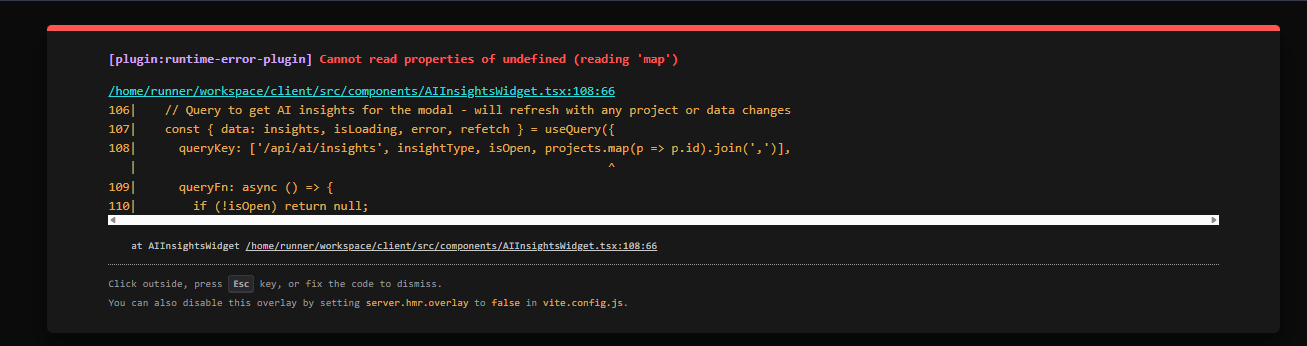 [plugin:runtime-error-plugin] Cannot read properties of undefined (reading 'map')
/home/runner/workspace/client/src/components/AIInsightsWidget.tsx:108:66
106|    // Query to get AI insights for the modal - will refresh with any project or data changes
107|    const { data: insights, isLoading, error, refetch } = useQuery({
108|      queryKey: ['/api/ai/insights', insightType, isOpen, projects.map(p => p.id).join(',')],
   |                                                                  ^
109|      queryFn: async () => {
110|        if (!isOpen) return null;
at AIInsightsWidget /home/runner/workspace/client/src/components/AIInsightsWidget.tsx:108:66
Click outside, press Esc key, or fix the code to dismiss.
You can also disable this overlay by setting server.hmr.overlay to false in vite.config.js.